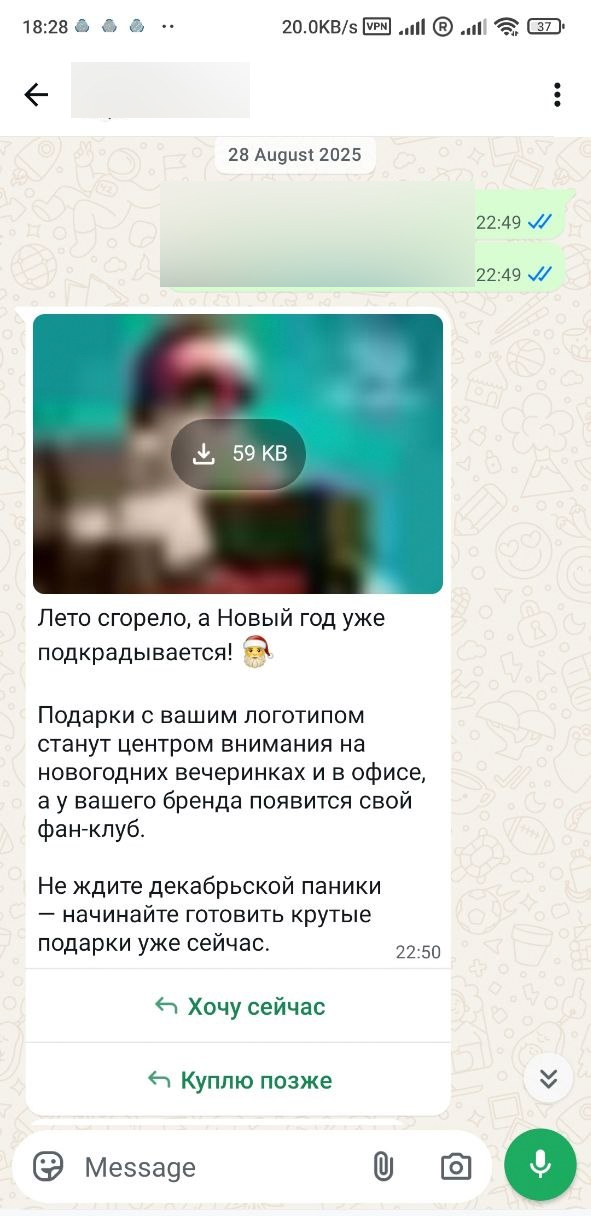 18:28
20.0KB/s VPN R 37
28 August 2025
22:49
22:49
59 KB
Лето сгорело, а Новый год уже
подкрадывается! 🎅
Подарки с вашим логотипом
станут центром внимания на
новогодних вечеринках и в офисе,
а у вашего бренда появится свой
фан-клуб.
Не ждите декабрьской паники
— начинайте готовить крутые
подарки уже сейчас.
22:50
Хочу сейчас
Куплю позже
Message